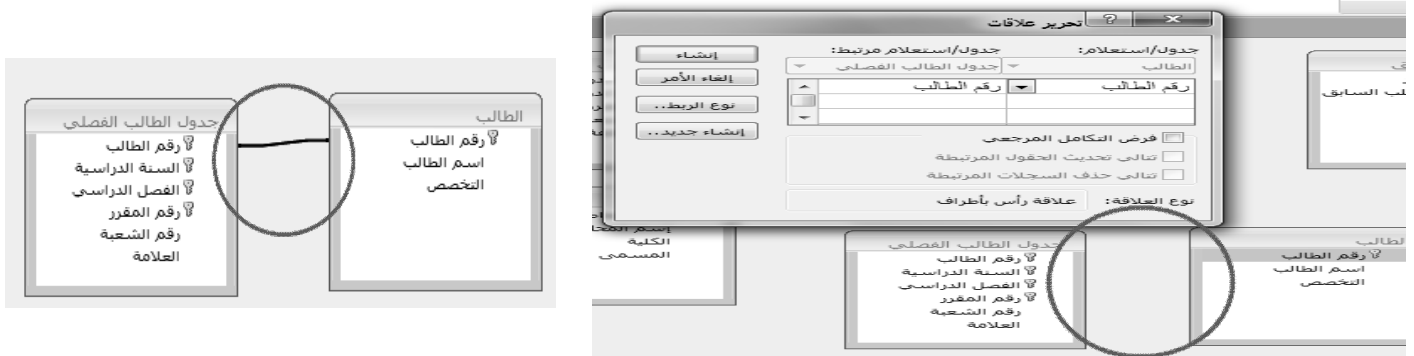 تحرير علاقات
جدول/استعلام:
جدول/استعلام مرتبط:
الطالب
جدول الطالب الفصلي
رقم الطالب
رقم الطالب
إنشاء
إلغاء الأمر
نوع الربط..
إنشاء جديد..
فرض التكامل المرجعي
تتالي تحديث الحقول المرتبطة
تتالي حذف السجلات المرتبطة
نوع العلاقة: علاقة رأس بأطراف
لب السابق
الطالب
رقم الطالب
اسم الطالب
التخصص
جدول الطالب الفصلي
رقم الطالب
السنة الدراسية
الفصل الدراسي
رقم المقرر
رقم الشعبة
العلامة
الكلية
المسمى
الطالب
رقم الطالب
اسم الطالب
التخصص
جدول الطالب الفصلي
رقم الطالب
السنة الدراسية
الفصل الدراسي
رقم المقرر
رقم الشعبة
العلامة